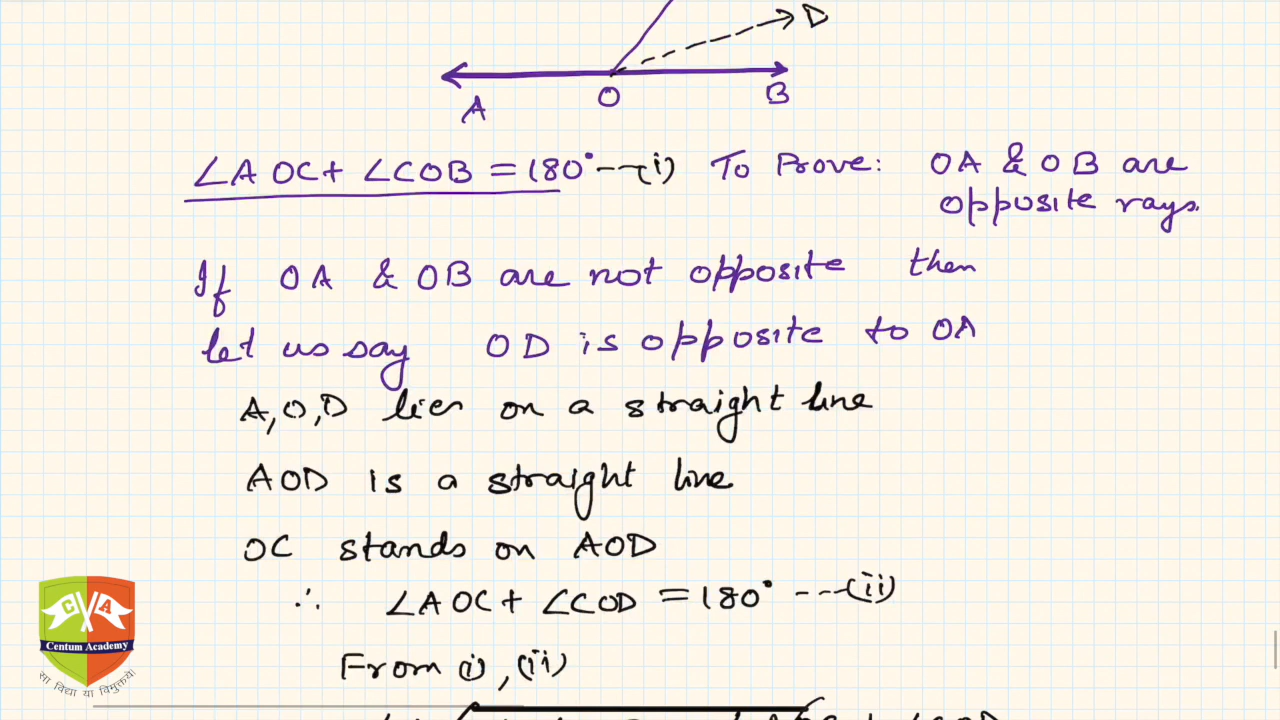 D
A O B
∠AOC + ∠COB = 180° ---(i) To Prove: OA & OB are
opposite rays.
If OA & OB are not opposite then
let us say OD is opposite to OA
A, O, D lies on a straight line
AOD is a straight line
OC stands on AOD
∴ ∠AOC + ∠COD = 180° ---(ii)
From (i), (ii)
C A
Centum Academy
सा विद्या या विमुक्तये